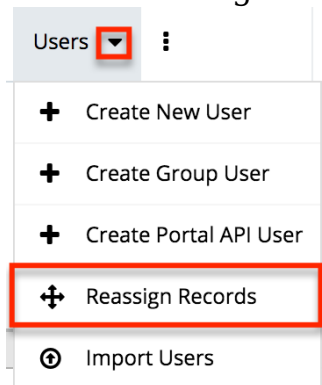 Users
Create New User
Create Group User
Create Portal API User
Reassign Records
Import Users